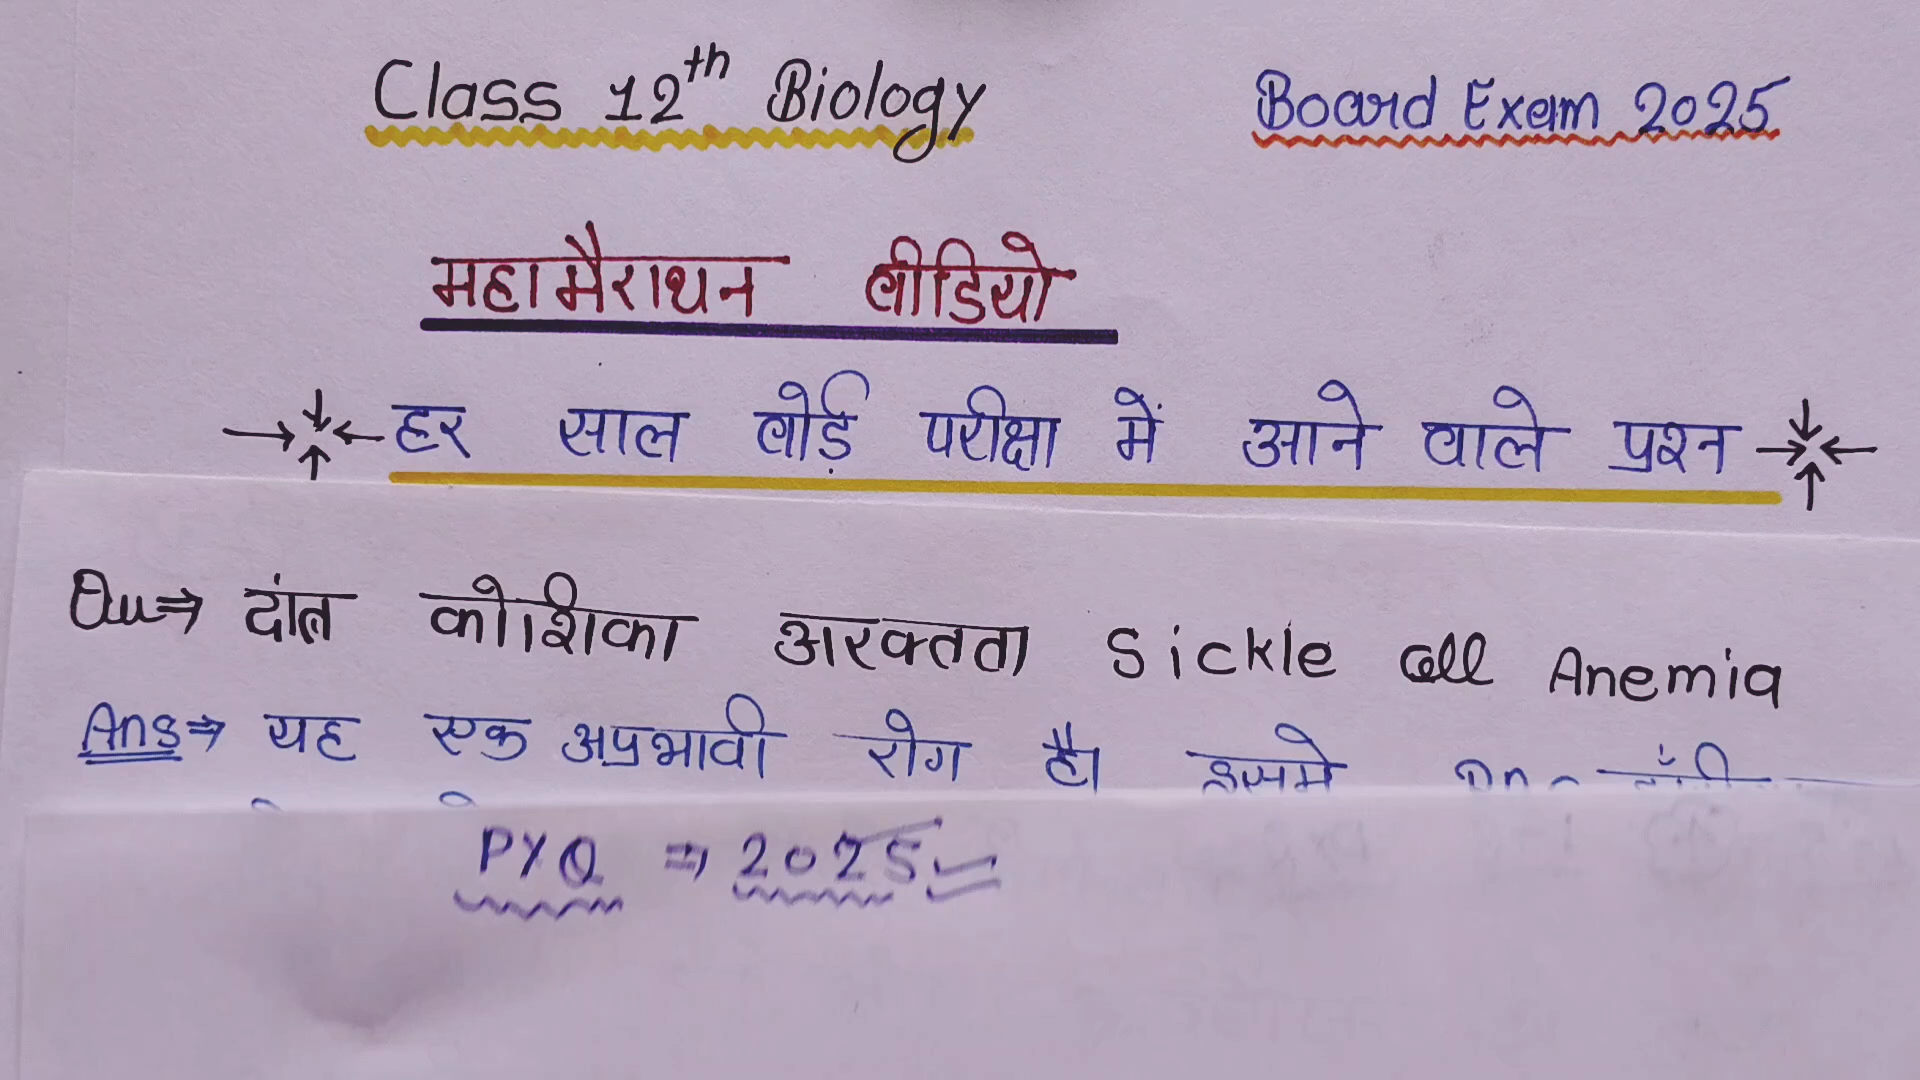 Class 12th Biology
Board Exam 2025
महामैराथन वीडियो
हर साल वोर्ड़ परीक्षा में आने वाले प्रश्न
Qu⇒ दांत्त कोशिका अरक्तता Sickle Cell Anemia
Ans⇒ यह एक अप्रभावी रोग है। इसमे
PYQ ⇒ 2025